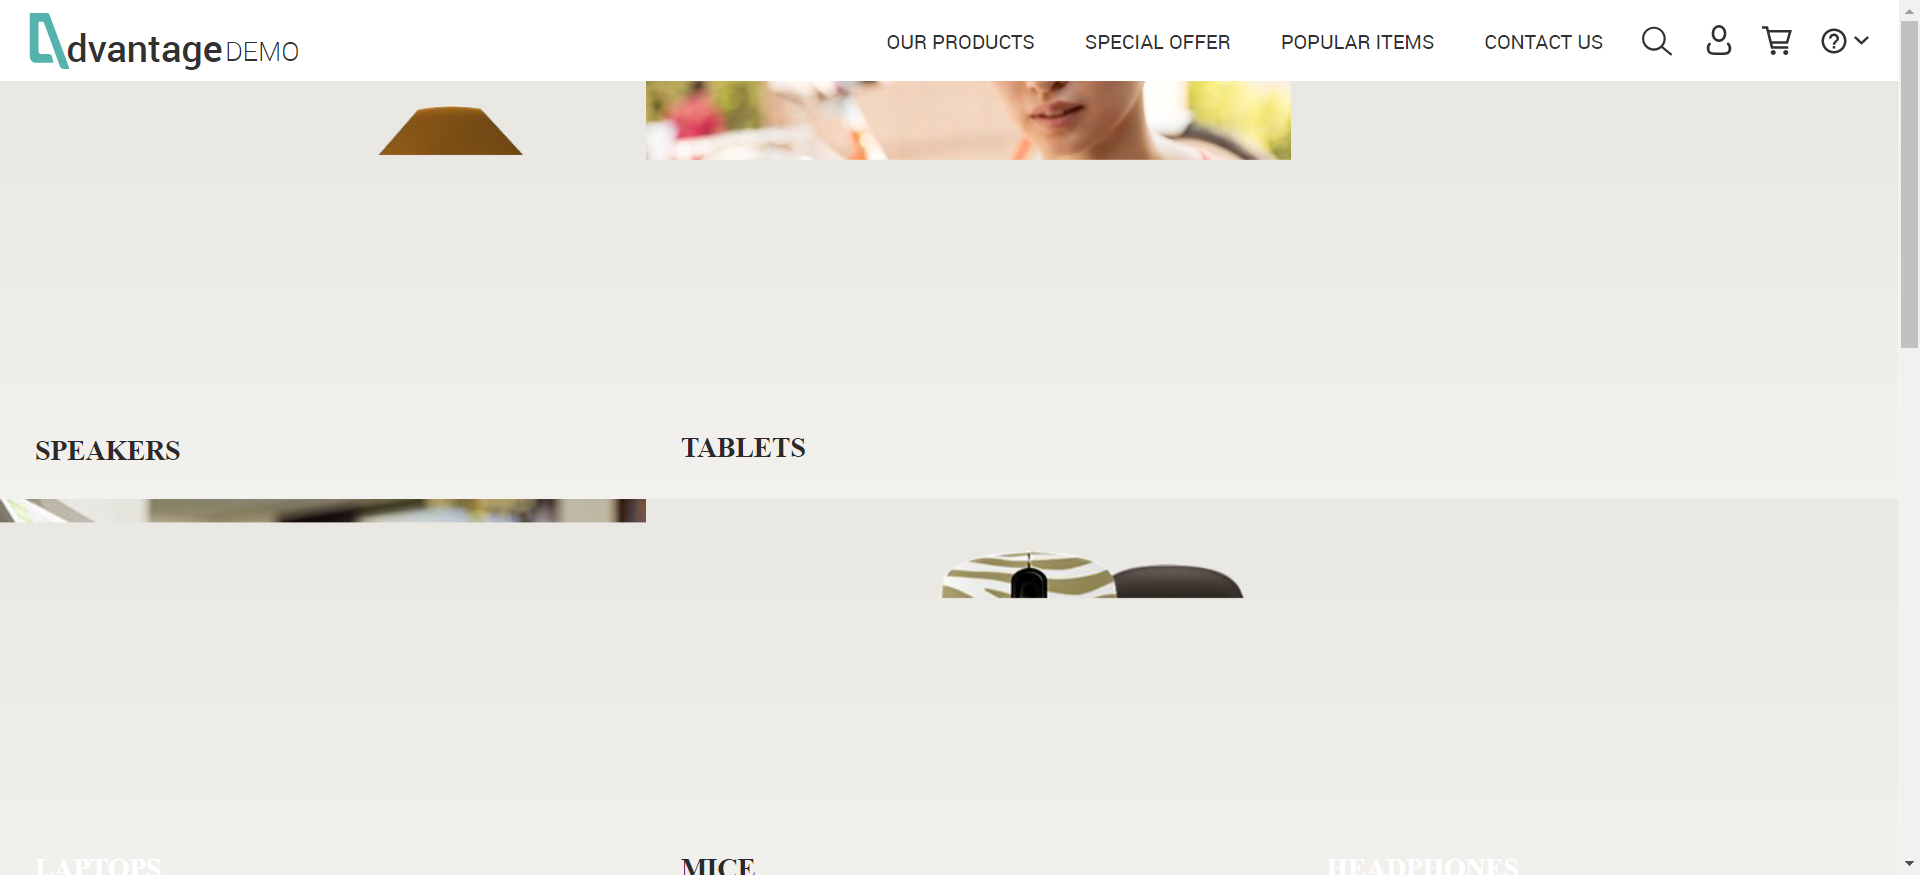 dvantage DEMO
OUR PRODUCTS SPECIAL OFFER POPULAR ITEMS CONTACT US
SPEAKERS
TABLETS
LAPTOPS
MICE
HEADPHONES